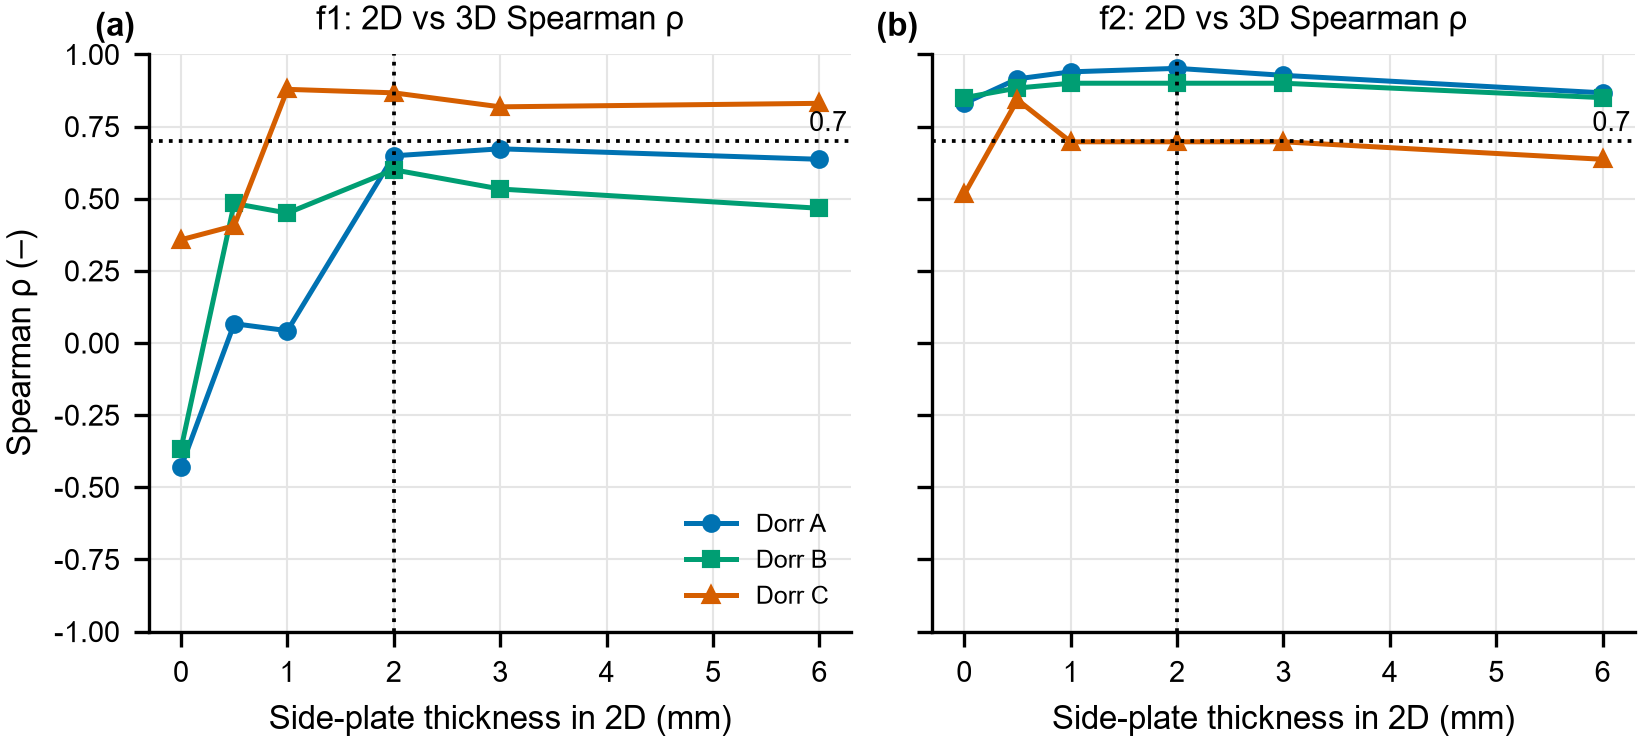 (a)
f1: 2D vs 3D Spearman ρ
(b)
f2: 2D vs 3D Spearman ρ
1.00
0.75
0.50
0.25
0.00
-0.25
-0.50
-0.75
-1.00
Spearman ρ (–)
0.7
0.7
Dorr A
Dorr B
Dorr C
0 1 2 3 4 5 6
0 1 2 3 4 5 6
Side-plate thickness in 2D (mm)
Side-plate thickness in 2D (mm)